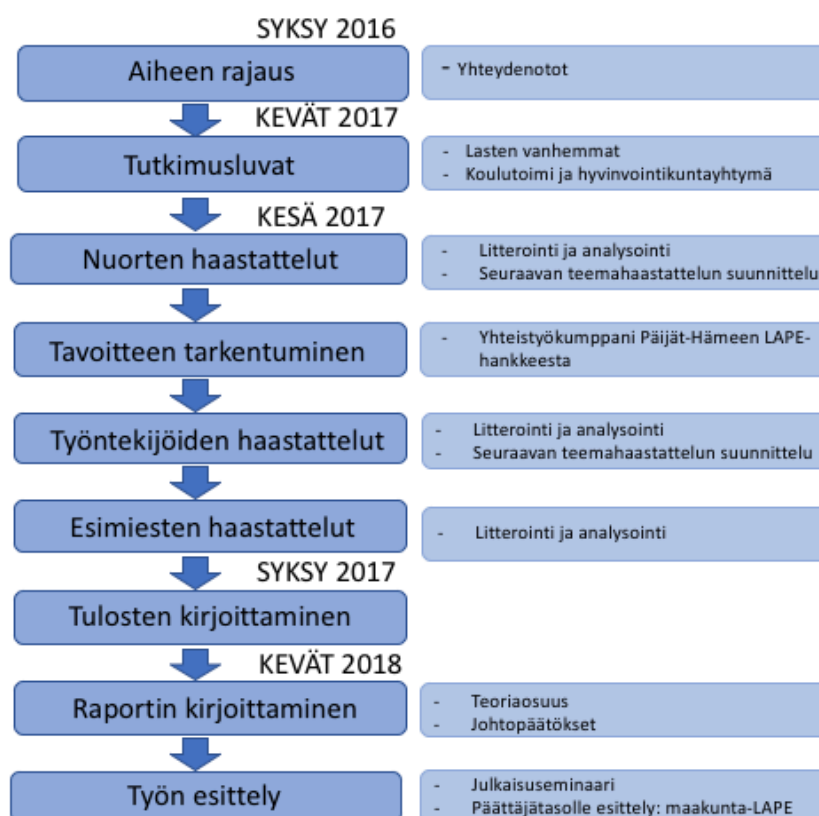 SYKSY 2016
Aiheen rajaus
- Yhteydenotot
KEVÄT 2017
Tutkimusluvat
- Lasten vanhemmat
- Koulutoimi ja hyvinvointikuntayhtymä
KESÄ 2017
Nuorten haastattelut
- Litterointi ja analysointi
- Seuraavan teemahaastattelun suunnittelu
Tavoitteen tarkentuminen
- Yhteistyökumppani Päijät-Hämeen LAPE-
hankkeesta
Työntekijöiden haastattelut
- Litterointi ja analysointi
- Seuraavan teemahaastattelun suunnittelu
Esimiesten haastattelut
- Litterointi ja analysointi
SYKSY 2017
Tulosten kirjoittaminen
KEVÄT 2018
Raportin kirjoittaminen
- Teoriaosuus
- Johtopäätökset
Työn esittely
- Julkaisuseminaari
- Päättäjätasolle esittely: maakunta-LAPE